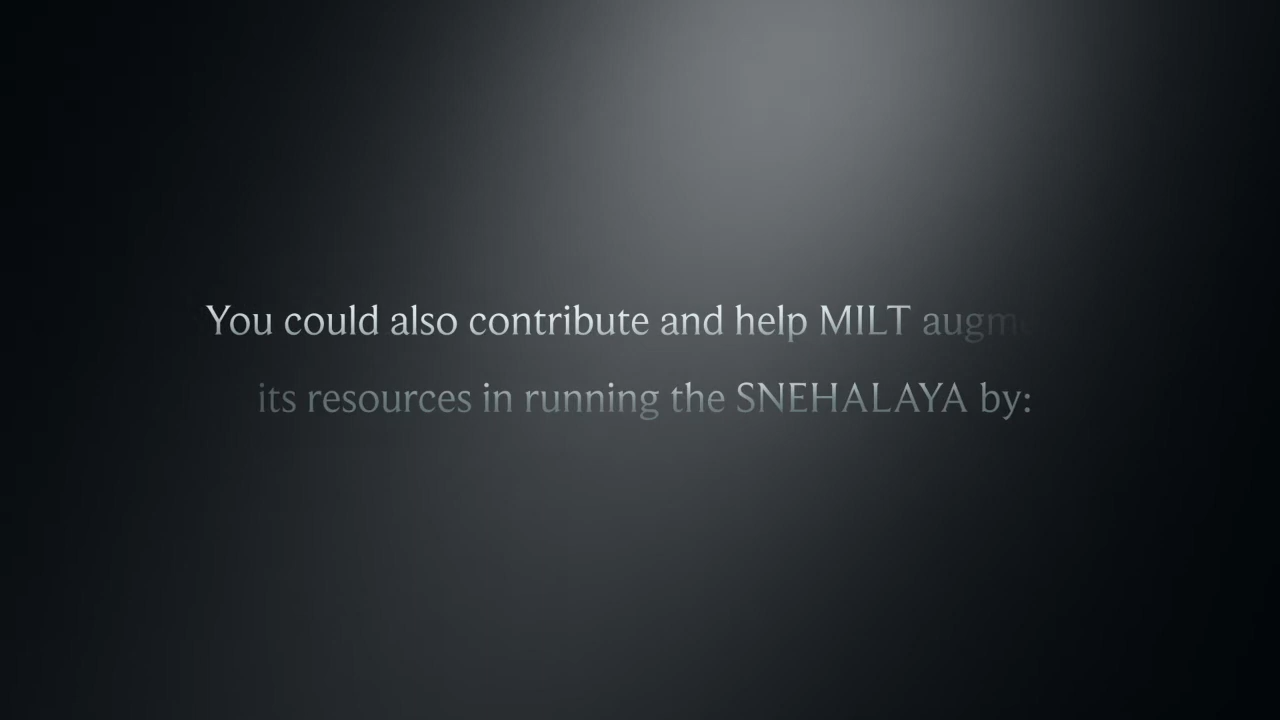 You could also contribute and help MILT
its resources in running the SNEHALAYA by: